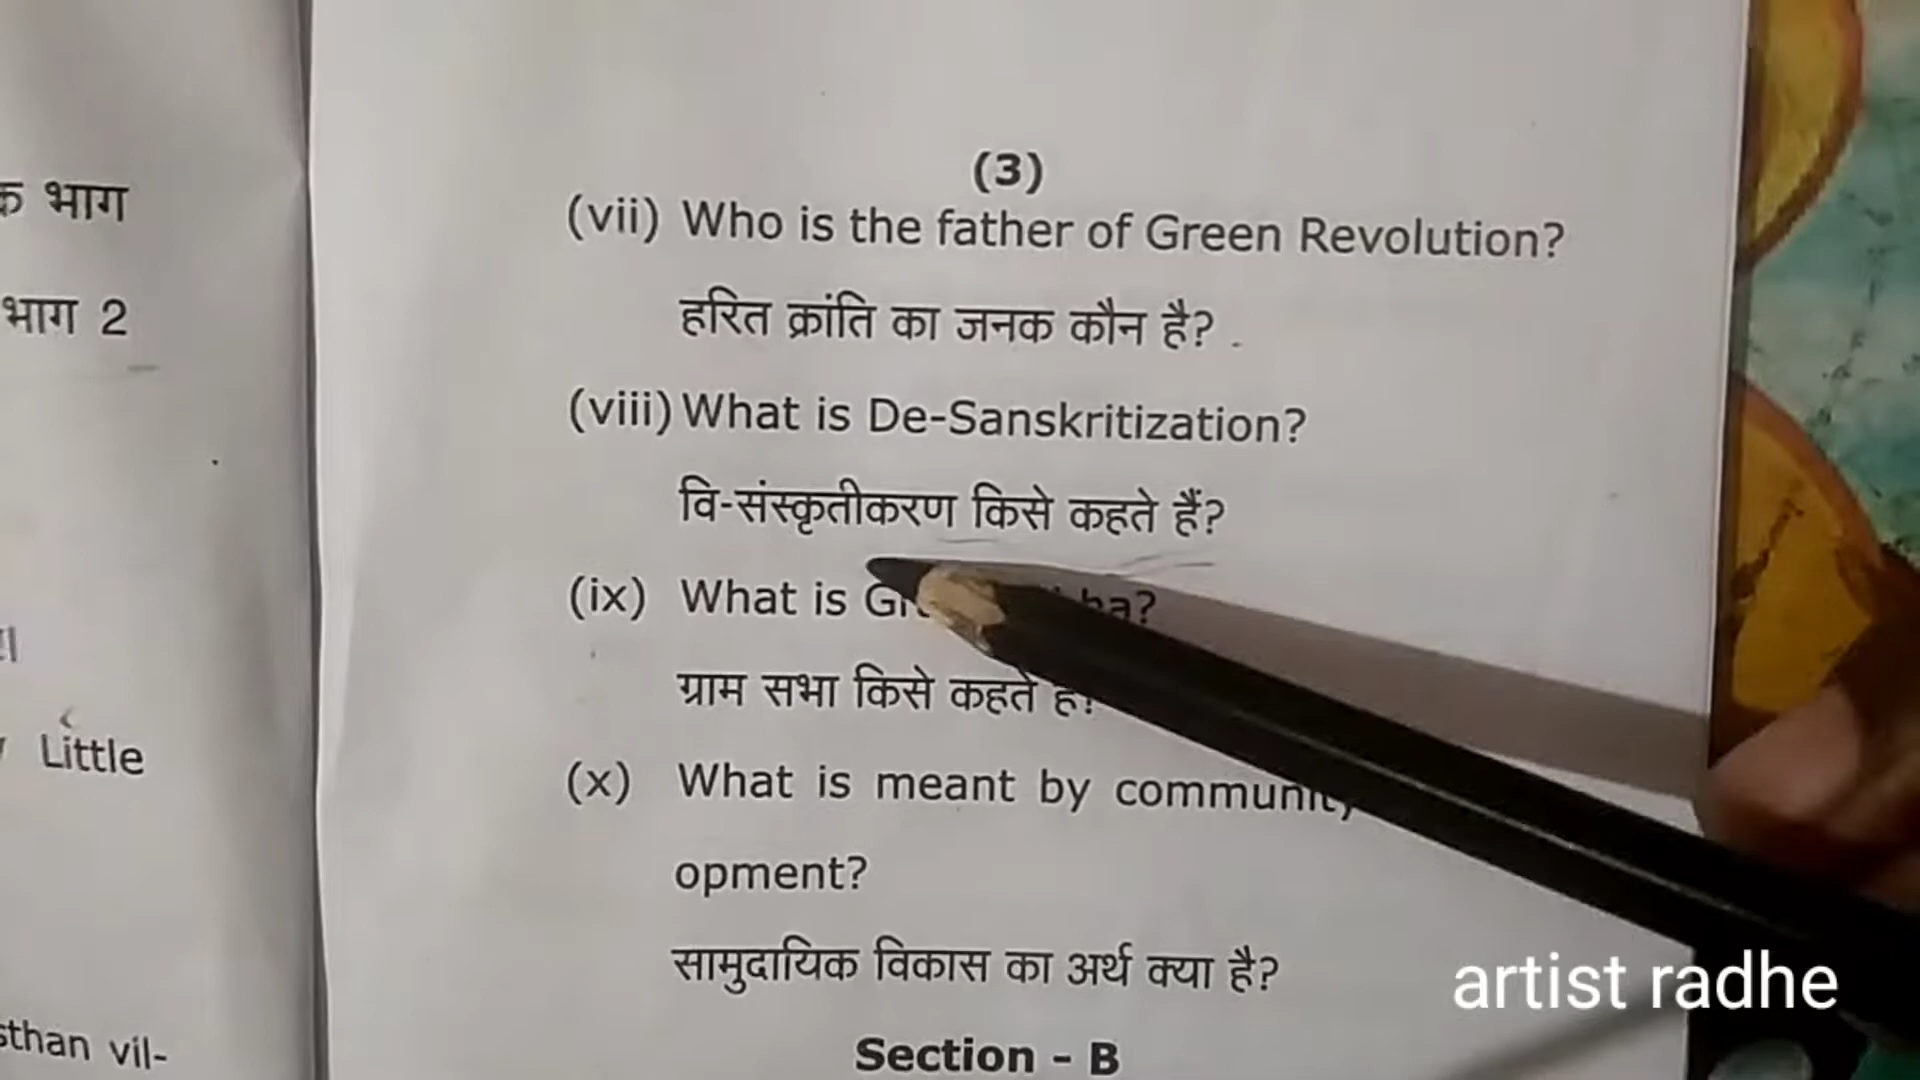 भाग
भाग 2
Little
sthan vil-
(3)
(vii) Who is the father of Green Revolution?
हरित क्रांति का जनक कौन है?
(viii) What is De-Sanskritization?
वि-संस्कृतीकरण किसे कहते हैं?
(ix) What is
ग्राम सभा किसे कहते
(x) What is meant by community
opment?
सामुदायिक विकास का अर्थ क्या है?
Section - B
artist radhe